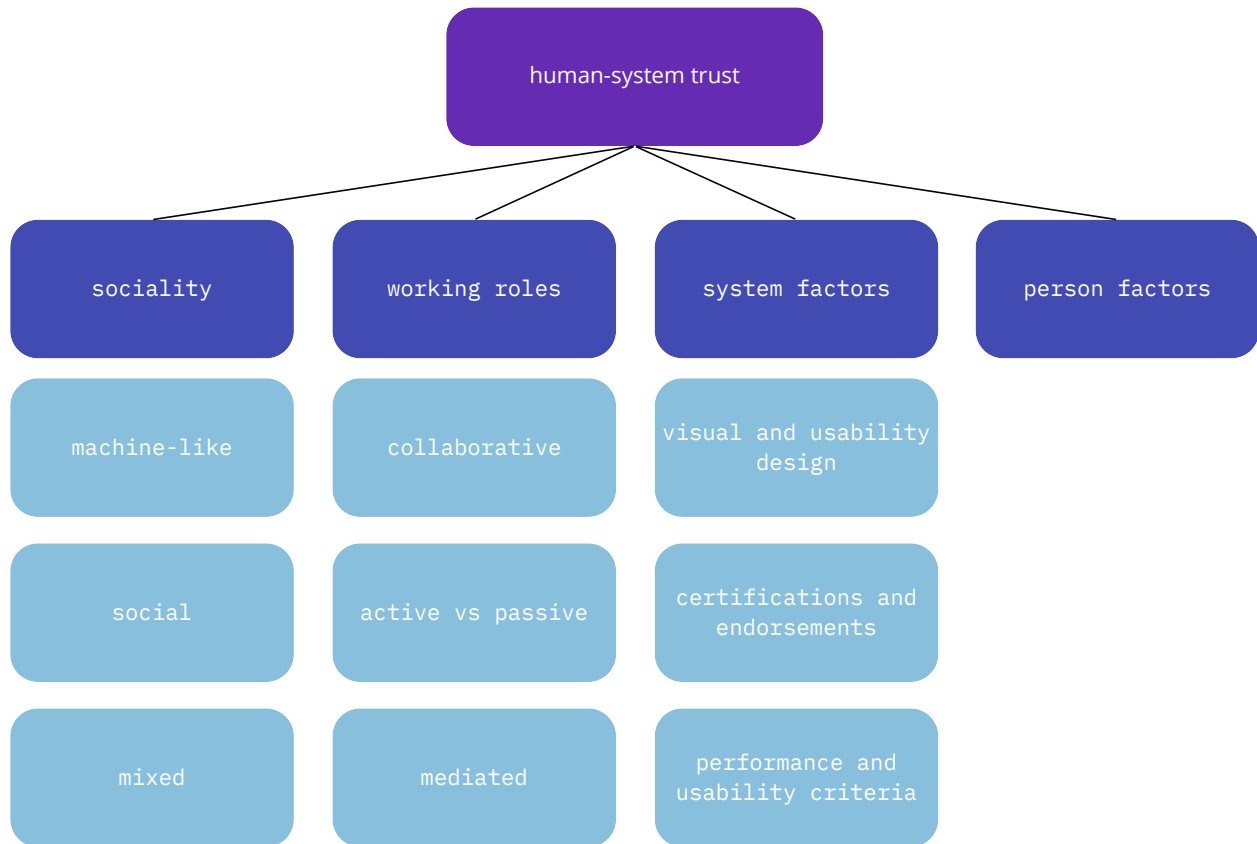 human-system trust
sociality
working roles
system factors
person factors
machine-like
collaborative
visual and usability
design
social
active vs passive
certifications and
endorsements
mixed
mediated
performance and
usability criteria